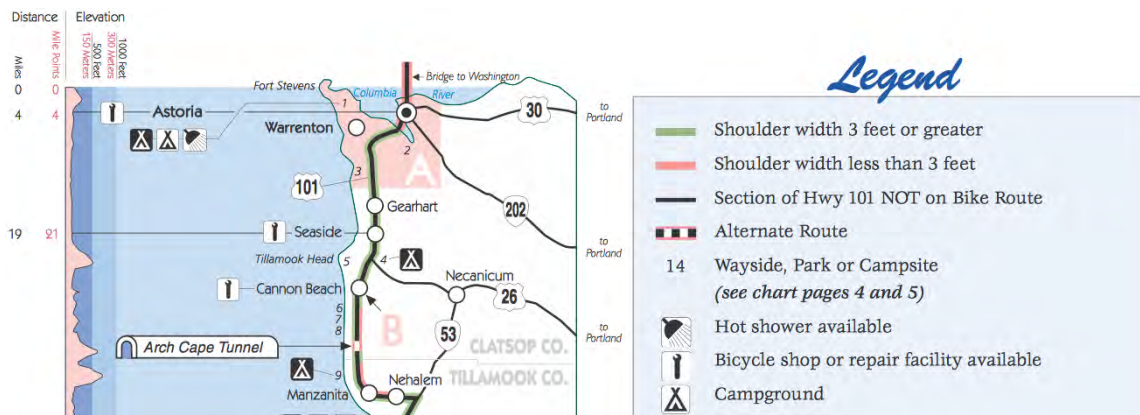 Distance Elevation
Miles
Mile Points
150 Meters
500 Feet
300 Meters
1000 Feet
0 0
4 4
19 21
Fort Stevens
Bridge to Washington
Columbia River
1
Astoria
Warrenton
2
A
3
101
30
to Portland
202
Gearhart
Seaside
to Portland
Tillamook Head
5
4
Necanicum
Cannon Beach
26
6
7
8
B
53
to Portland
Arch Cape Tunnel
CLATSOP CO.
TILLAMOOK CO.
9
Nehalem
Manzanita
Legend
Shoulder width 3 feet or greater
Shoulder width less than 3 feet
Section of Hwy 101 NOT on Bike Route
Alternate Route
14 Wayside, Park or Campsite
(see chart pages 4 and 5)
Hot shower available
Bicycle shop or repair facility available
Campground